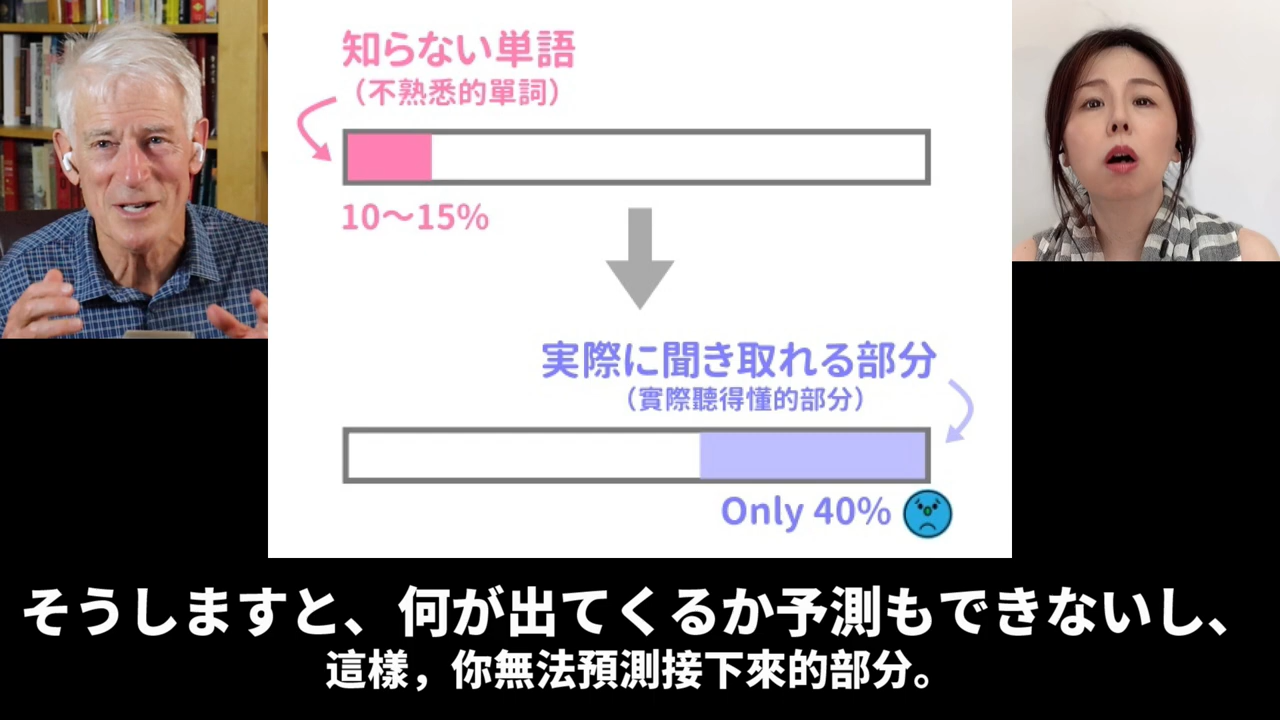 知らない単語
（不熟悉的單詞）
10〜15%
実際に聞き取れる部分
（實際聽得懂的部分）
Only 40%
そうしますと、何が出てくるか予測もできないし、
這樣，你無法預測接下來的部分。